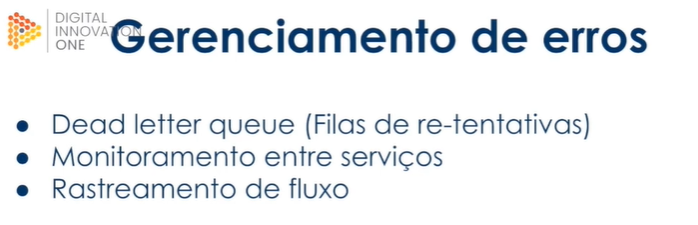 DIGITAL
INNOVATION
ONE
Gerenciamento de erros
● Dead letter queue (Filas de re-tentativas)
● Monitoramento entre serviços
● Rastreamento de fluxo